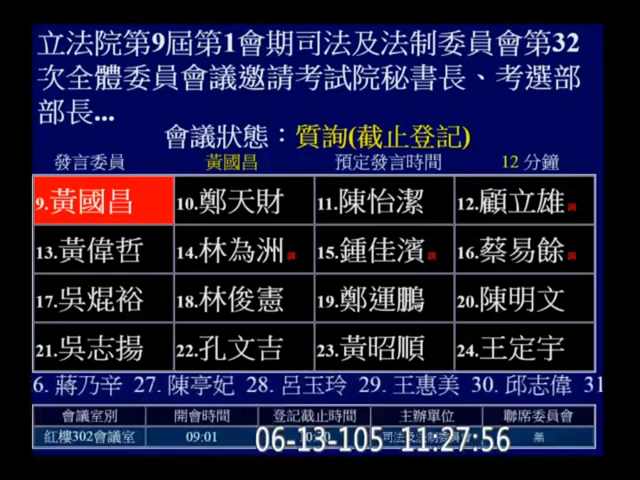 立法院第9屆第1會期司法及法制委員會第32
次全體委員會議邀請考試院秘書長、考選部
部長...
會議狀態：質詢(截止登記)
發言委員 黃國昌 預定發言時間 12 分鐘
9.黃國昌 10.鄭天財 11.陳怡潔 12.顧立雄
13.黃偉哲 14.林為洲 15.鍾佳濱 16.蔡易餘
17.吳焜裕 18.林俊憲 19.鄭運鵬 20.陳明文
21.吳志揚 22.孔文吉 23.黃昭順 24.王定宇
6. 蔣乃辛 27. 陳亭妃 28. 呂玉玲 29. 王惠美 30. 邱志偉 31
會議室別 開會時間 登記截止時間 主辦單位 聯席委員會
紅樓302會議室 09:01 司法及法制委員會 無
06-13-105 11:27:56